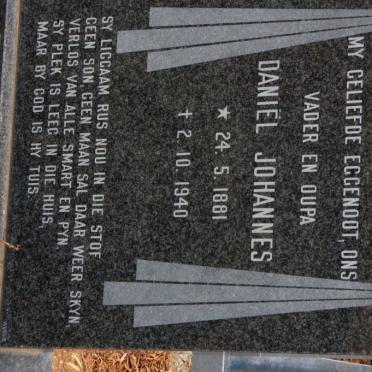 MY GELIEFDE EGGENOOT, ONS
VADER EN OUPA
DANIËL JOHANNES
★ 24. 5. 1881
† 2. 10. 1940
SY LIGGAAM RUS NOU IN DIE STOF
GEEN SON GEEN MAAN SAL DAAR WEER SKYN,
VERLOS VAN ALLE SMART EN PYN
SY PLEK IS LEEG IN DIE HUIS,
MAAR BY GOD IS HY TUIS.